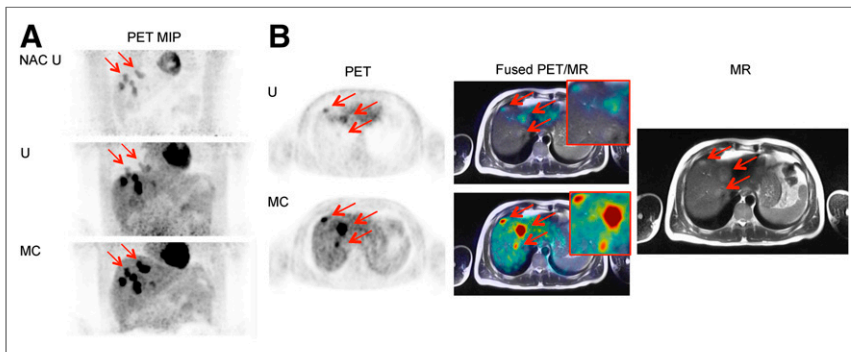 A
PET MIP
NAC U
U
MC
B
PET
Fused PET/MR
MR
U
MC